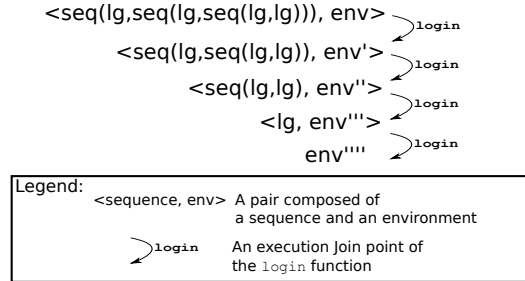 <seq(lg,seq(lg,seq(lg,lg))), env>
login
<seq(lg,seq(lg,lg)), env'>
login
<seq(lg,lg), env''>
login
<lg, env'''>
login
env''''
Legend:
<sequence, env> A pair composed of
a sequence and an environment
login An execution Join point of
the login function